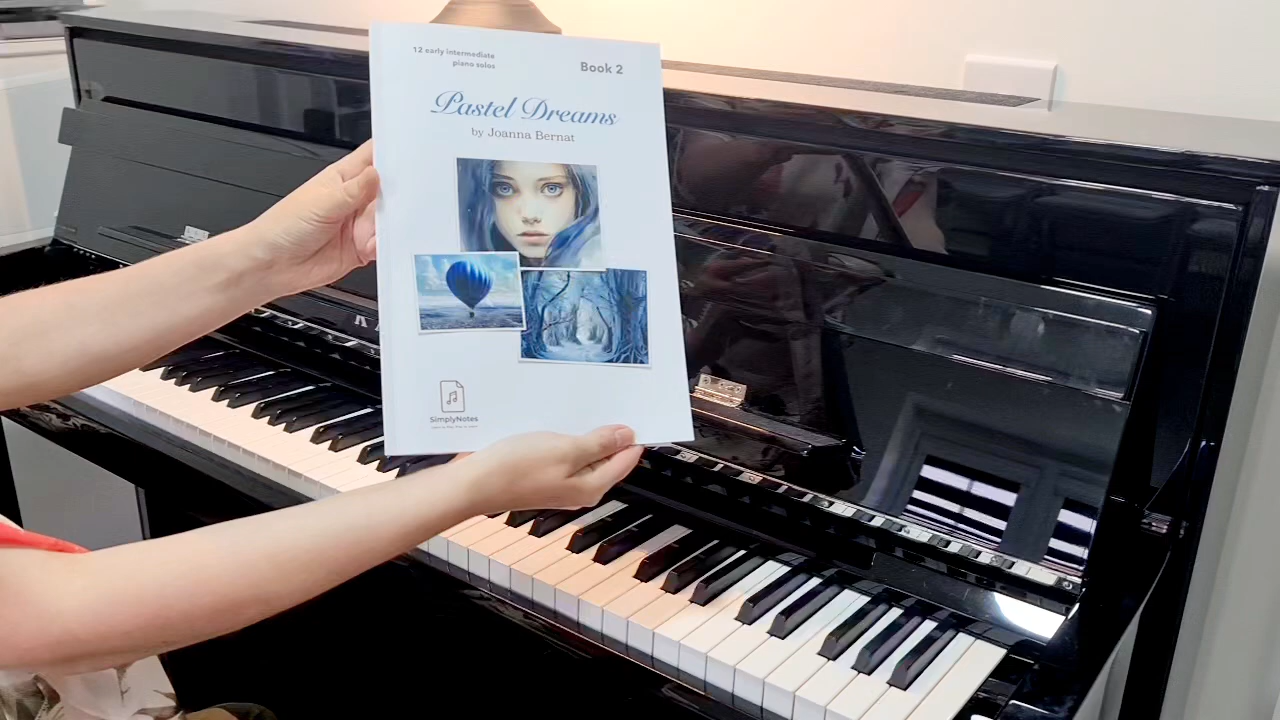 12 early intermediate
piano solos
Book 2
Pastel Dreams
by Joanna Bernat
SimplyNotes